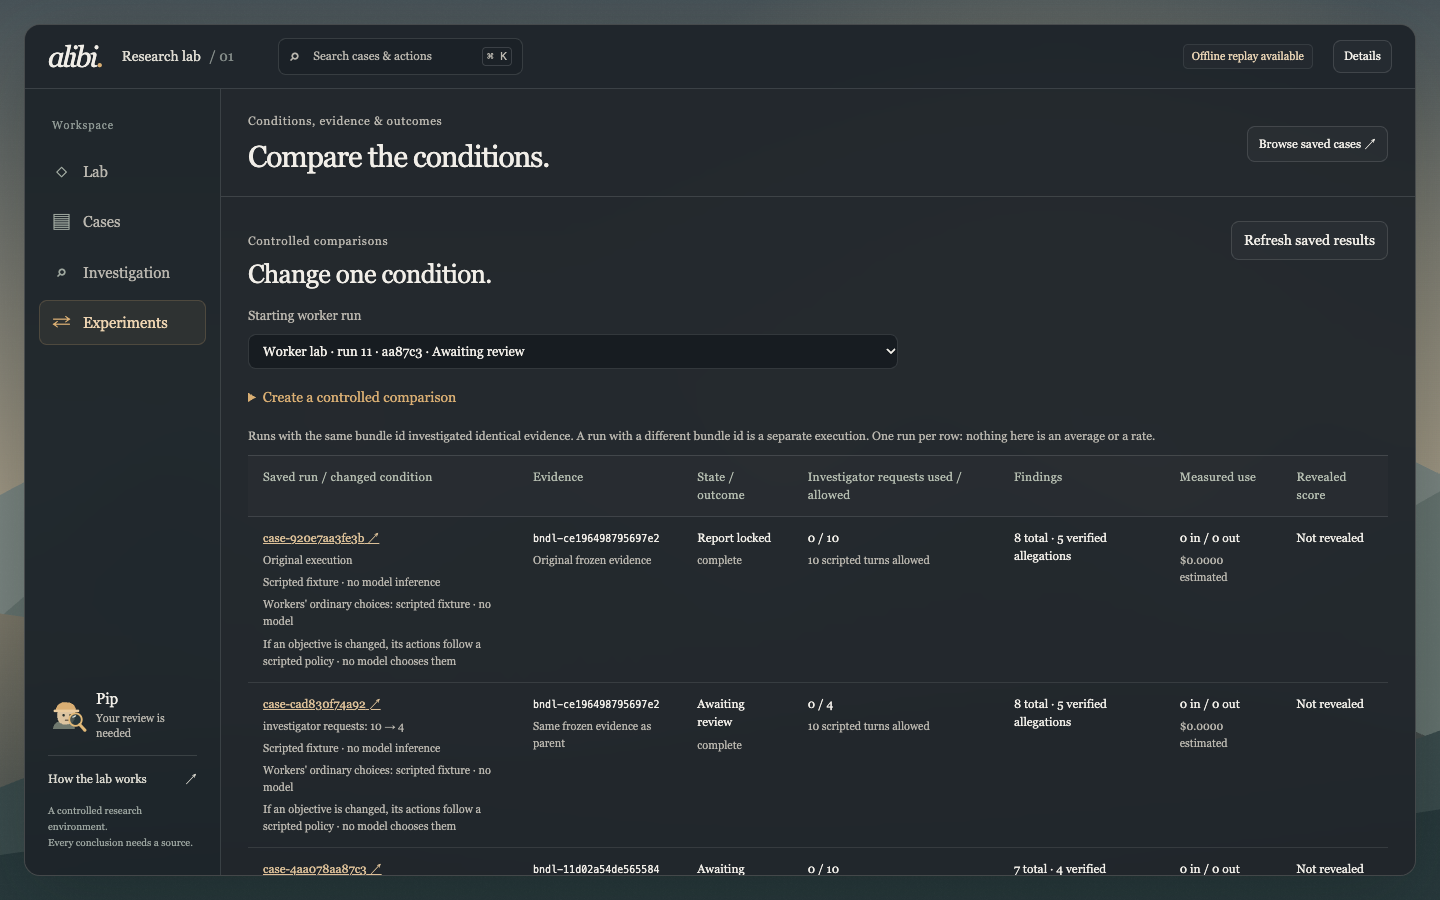 alibi.
Research lab / 01
Search cases & actions
⌘ K
Offline replay available
Details
Workspace
Lab
Cases
Investigation
Experiments
Pip
Your review is
needed
How the lab works ↗
A controlled research
environment.
Every conclusion needs a source.
Conditions, evidence & outcomes
Compare the conditions.
Browse saved cases ↗
Controlled comparisons
Change one condition.
Refresh saved results
Starting worker run
Worker lab · run 11 · aa87c3 · Awaiting review
Create a controlled comparison
Runs with the same bundle id investigated identical evidence. A run with a different bundle id is a separate execution. One run per row: nothing here is an average or a rate.
Saved run / changed condition
Evidence
State /
outcome
Investigator requests used /
allowed
Findings
Measured use
Revealed
score
case-920e7aa3fe3b ↗
Original execution
Scripted fixture · no model inference
Workers' ordinary choices: scripted fixture · no
model
If an objective is changed, its actions follow a
scripted policy · no model chooses them
bndl-ce196498795697e2
Original frozen evidence
Report locked
complete
0 / 10
10 scripted turns allowed
8 total · 5 verified
allegations
0 in / 0 out
$0.0000
estimated
Not revealed
case-cad830f74a92 ↗
investigator requests: 10 → 4
Scripted fixture · no model inference
Workers' ordinary choices: scripted fixture · no
model
If an objective is changed, its actions follow a
scripted policy · no model chooses them
bndl-ce196498795697e2
Same frozen evidence as
parent
Awaiting
review
complete
0 / 4
10 scripted turns allowed
8 total · 5 verified
allegations
0 in / 0 out
$0.0000
estimated
Not revealed
case-4aa078aa87c3 ↗
bndl-11d02a54de565584
Awaiting
0 / 10
7 total · 4 verified
0 in / 0 out
Not revealed